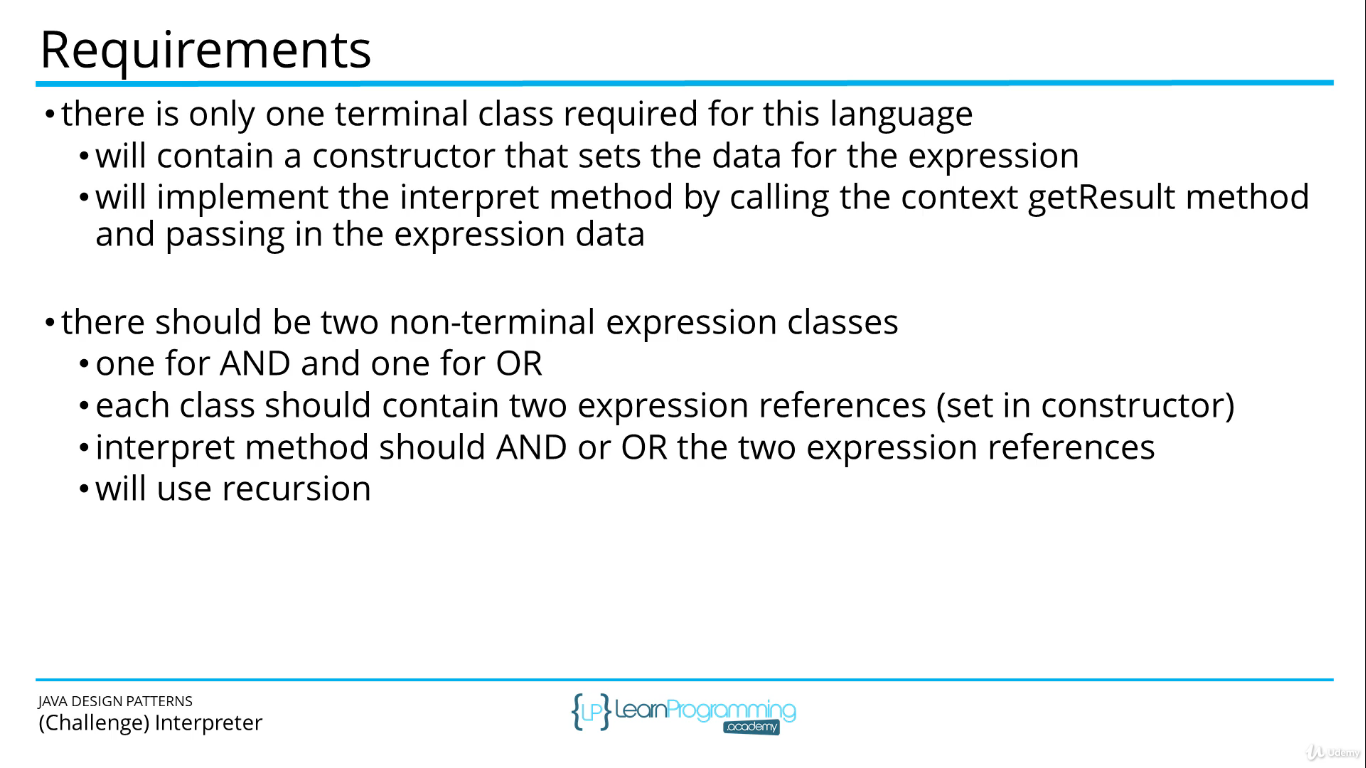 Requirements
• there is only one terminal class required for this language
• will contain a constructor that sets the data for the expression
• will implement the interpret method by calling the context getResult method
and passing in the expression data
• there should be two non-terminal expression classes
• one for AND and one for OR
• each class should contain two expression references (set in constructor)
• interpret method should AND or OR the two expression references
• will use recursion
JAVA DESIGN PATTERNS
(Challenge) Interpreter
{LP} LearnProgramming
.academy
Udemy